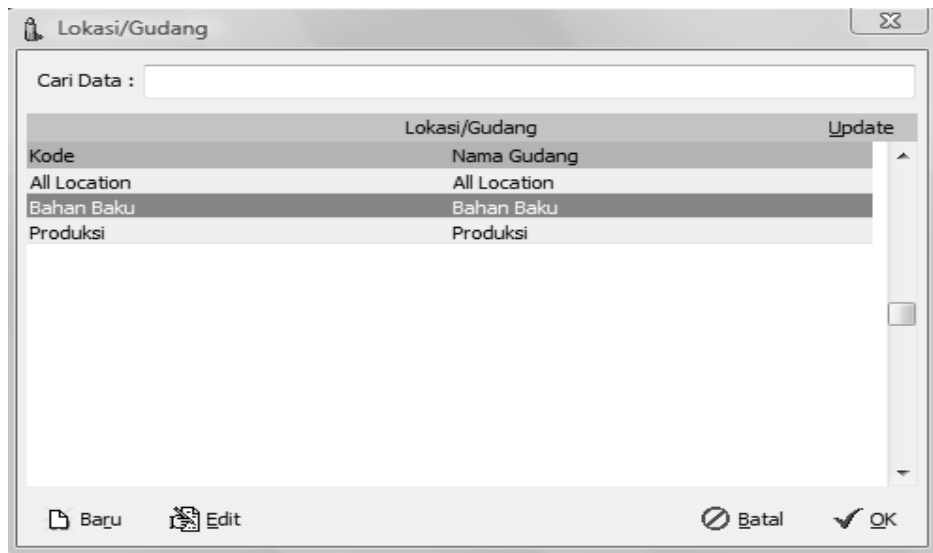 Lokasi/Gudang
Cari Data :
Lokasi/Gudang Update
Kode Nama Gudang
All Location All Location
Bahan Baku Bahan Baku
Produksi Produksi
Baru Edit Batal OK